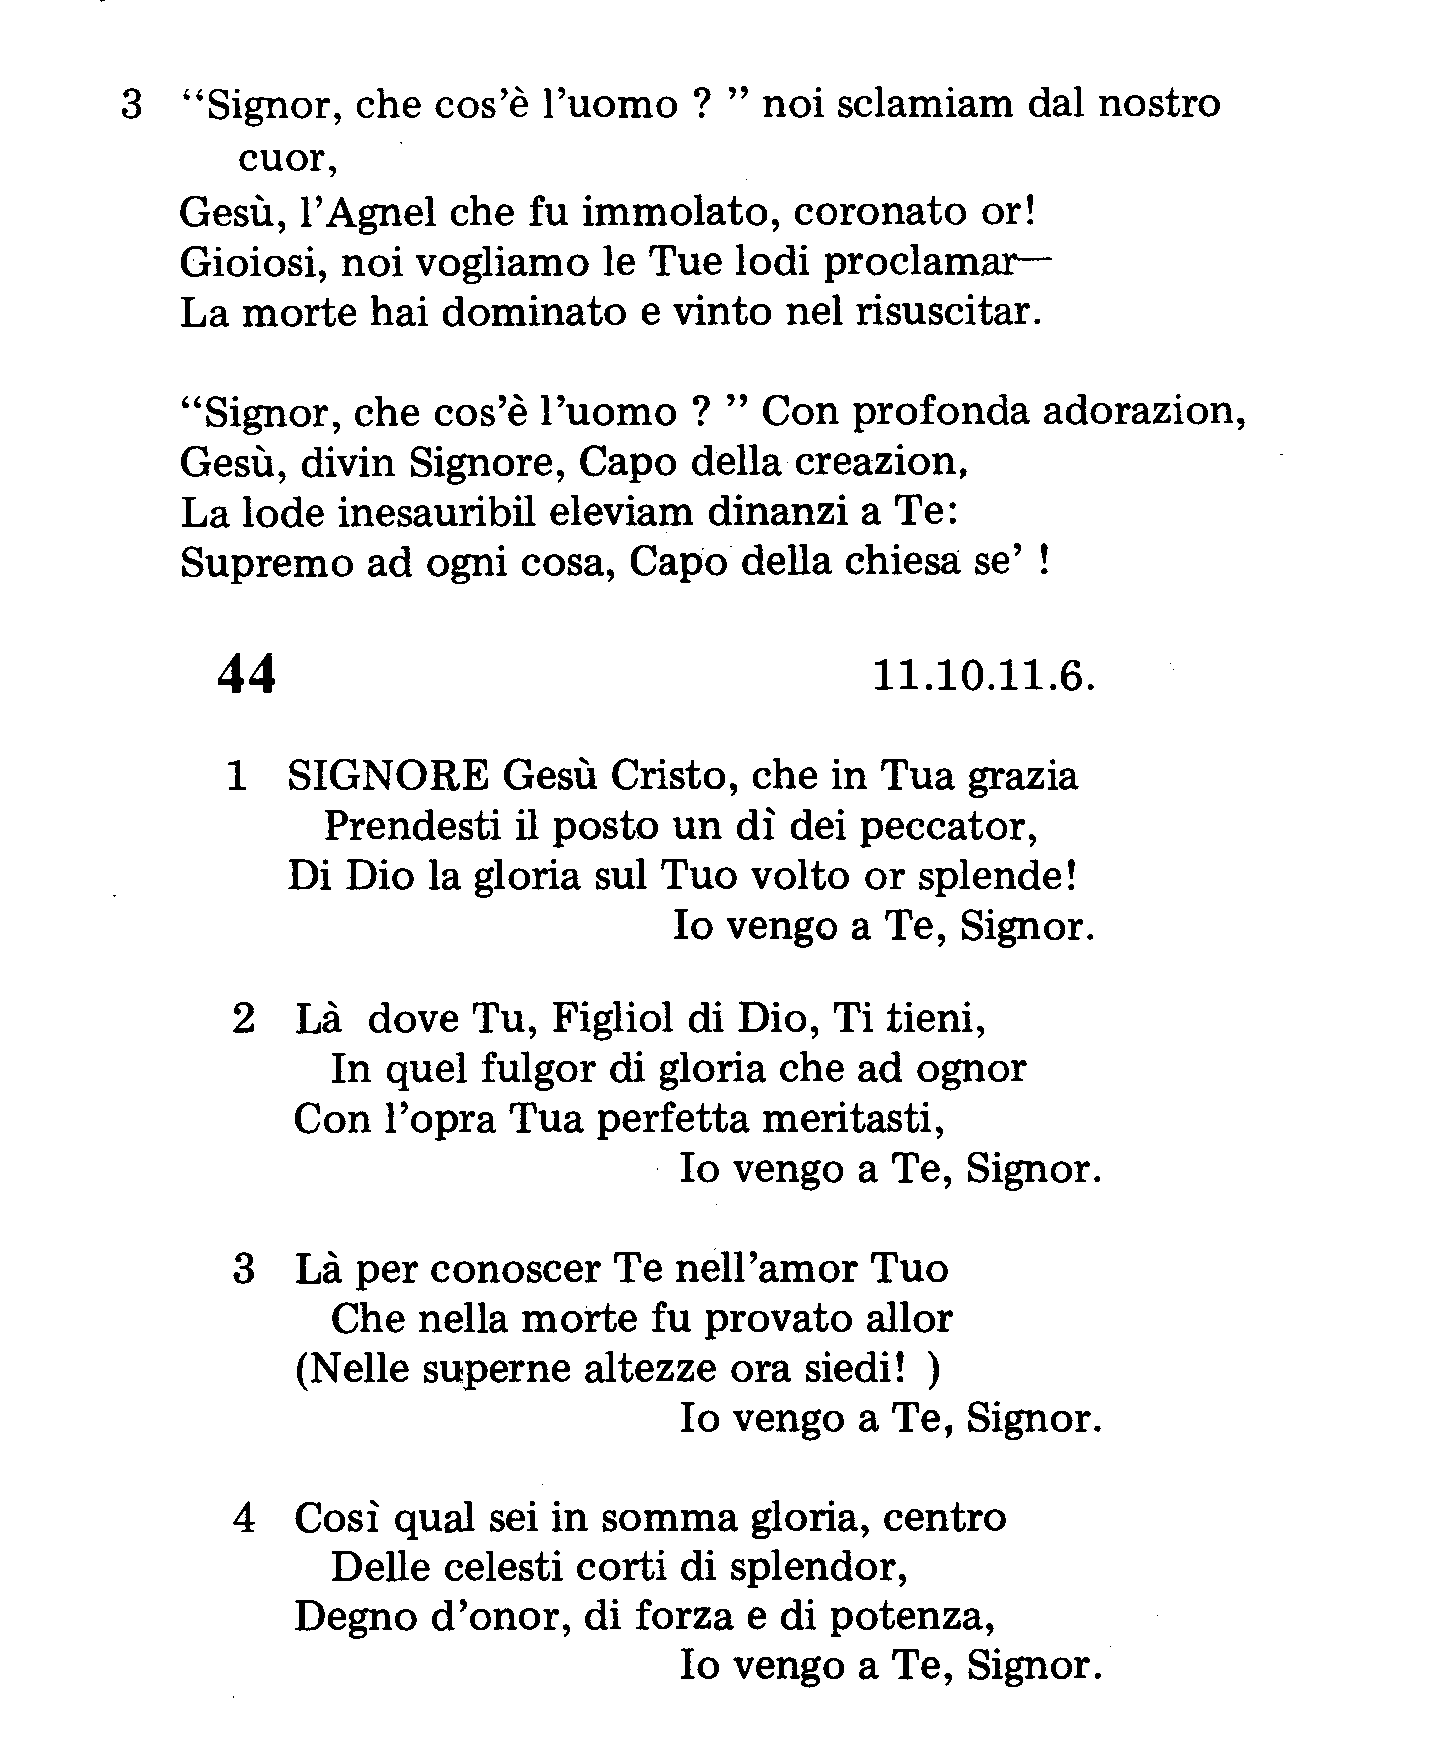 3 “Signor, che cos’è l’uomo ? ” noi sclamiam dal nostro
cuor,
Gesù, l’Agnel che fu immolato, coronato or!
Gioiosi, noi vogliamo le Tue lodi proclamar—
La morte hai dominato e vinto nel risuscitar.
“Signor, che cos’è l’uomo ? ” Con profonda adorazion,
Gesù, divin Signore, Capo della creazion,
La lode inesauribil eleviam dinanzi a Te:
Supremo ad ogni cosa, Capo della chiesa se’ !
44 11.10.11.6.
1 SIGNORE Gesù Cristo, che in Tua grazia
Prendesti il posto un dì dei peccator,
Di Dio la gloria sul Tuo volto or splende!
Io vengo a Te, Signor.
2 Là dove Tu, Figliol di Dio, Ti tieni,
In quel fulgor di gloria che ad ognor
Con l’opra Tua perfetta meritasti,
Io vengo a Te, Signor.
3 Là per conoscer Te nell’amor Tuo
Che nella morte fu provato allor
(Nelle superne altezze ora siedi! )
Io vengo a Te, Signor.
4 Così qual sei in somma gloria, centro
Delle celesti corti di splendor,
Degno d’onor, di forza e di potenza,
Io vengo a Te, Signor.